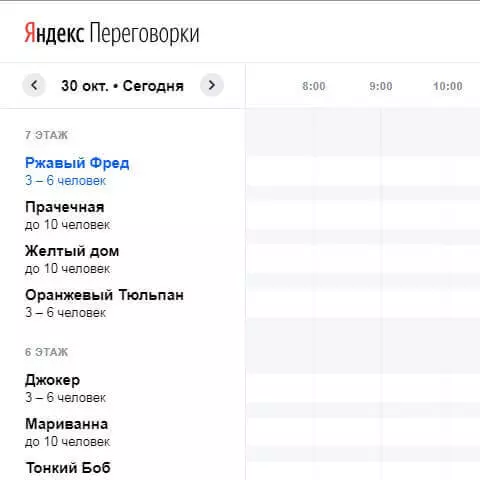 Яндекс Переговорки
30 окт. • Сегодня
8:00 9:00 10:00
7 ЭТАЖ
Ржавый Фред
3 – 6 человек
Прачечная
до 10 человек
Желтый дом
до 10 человек
Оранжевый Тюльпан
3 – 6 человек
6 ЭТАЖ
Джокер
3 – 6 человек
Мариванна
до 10 человек
Тонкий Боб